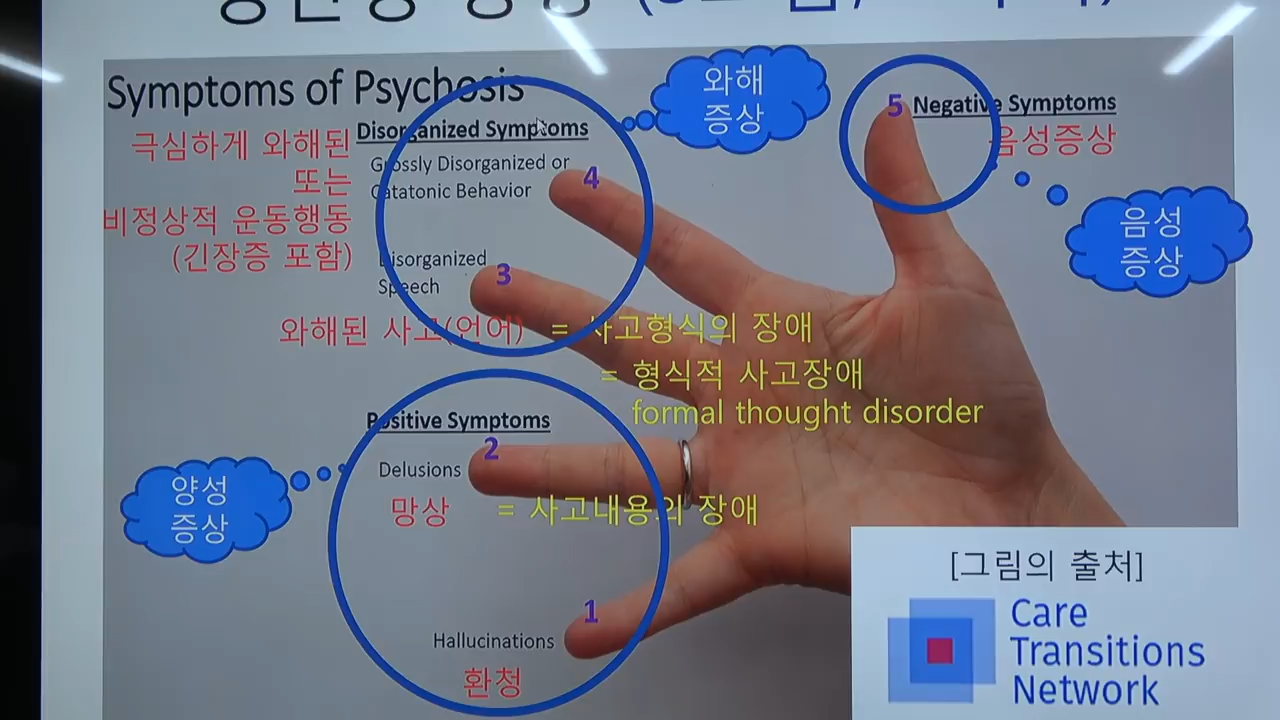 Symptoms of Psychosis
극심하게 와해된
또는
비정상적 운동행동
(긴장증 포함)
Disorganized Symptoms
Grossly Disorganized or
Catatonic Behavior
4
Disorganized
Speech
3
와해된 사고(언어) = 사고형식의 장애
= 형식적 사고장애
formal thought disorder
와해
증상
5
Negative Symptoms
음성증상
음성
증상
Positive Symptoms
2
Delusions
망상 = 사고내용의 장애
양성
증상
1
Hallucinations
환청
[그림의 출처]
Care
Transitions
Network